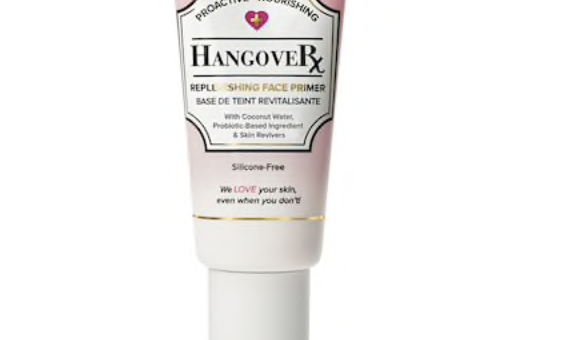 PROACTIVE NOURISHING
HANGOVERX
REPLENISHING FACE PRIMER
BASE DE TEINT REVITALISANTE
With Coconut Water,
Probiotic-Based Ingredient
& Skin Revivers
Silicone-Free
We LOVE your skin,
even when you don't!